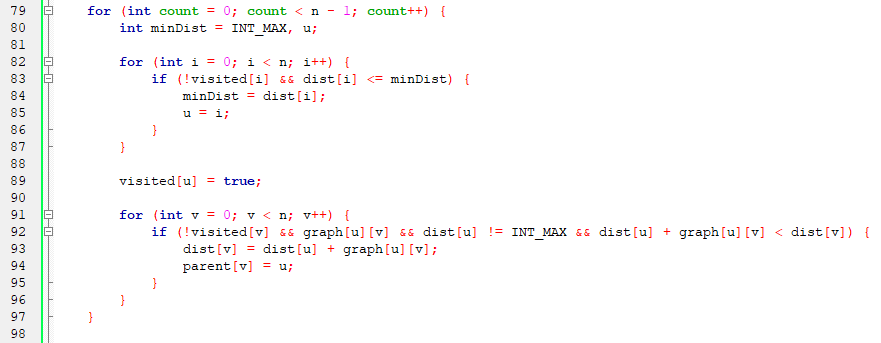 79 for (int count = 0; count < n - 1; count++) {
80 int minDist = INT_MAX, u;
81
82 for (int i = 0; i < n; i++) {
83 if (!visited[i] && dist[i] <= minDist) {
84 minDist = dist[i];
85 u = i;
86 }
87 }
88
89 visited[u] = true;
90
91 for (int v = 0; v < n; v++) {
92 if (!visited[v] && graph[u][v] && dist[u] != INT_MAX && dist[u] + graph[u][v] < dist[v]) {
93 dist[v] = dist[u] + graph[u][v];
94 parent[v] = u;
95 }
96 }
97 }
98